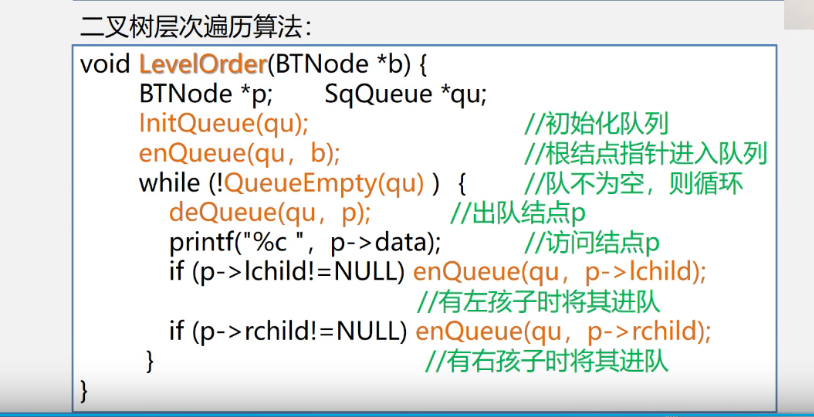 二叉树层次遍历算法：
void LevelOrder(BTNode *b) {
BTNode *p; SqQueue *qu;
InitQueue(qu); //初始化队列
enQueue(qu，b); //根结点指针进入队列
while (!QueueEmpty(qu) ) { //队不为空，则循环
deQueue(qu，p); //出队结点p
printf("%c "，p->data); //访问结点p
if (p->lchild!=NULL) enQueue(qu，p->lchild);
//有左孩子时将其进队
if (p->rchild!=NULL) enQueue(qu，p->rchild);
} //有右孩子时将其进队
}